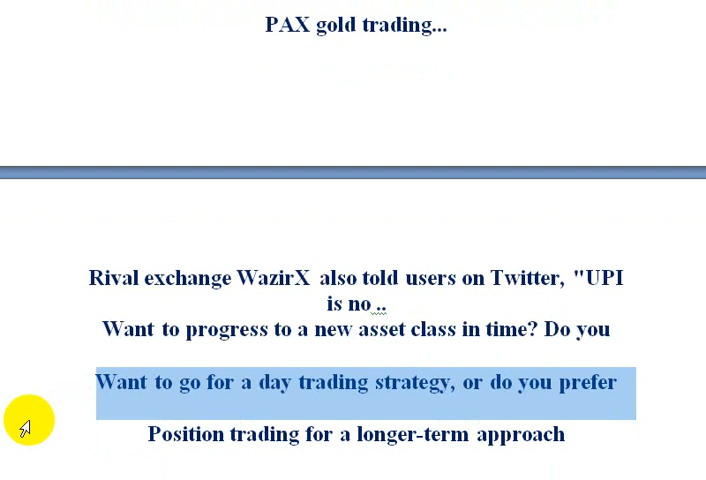 PAX gold trading...
Rival exchange WazirX also told users on Twitter, "UPI
is no ..
Want to progress to a new asset class in time? Do you
Want to go for a day trading strategy, or do you prefer
Position trading for a longer-term approach